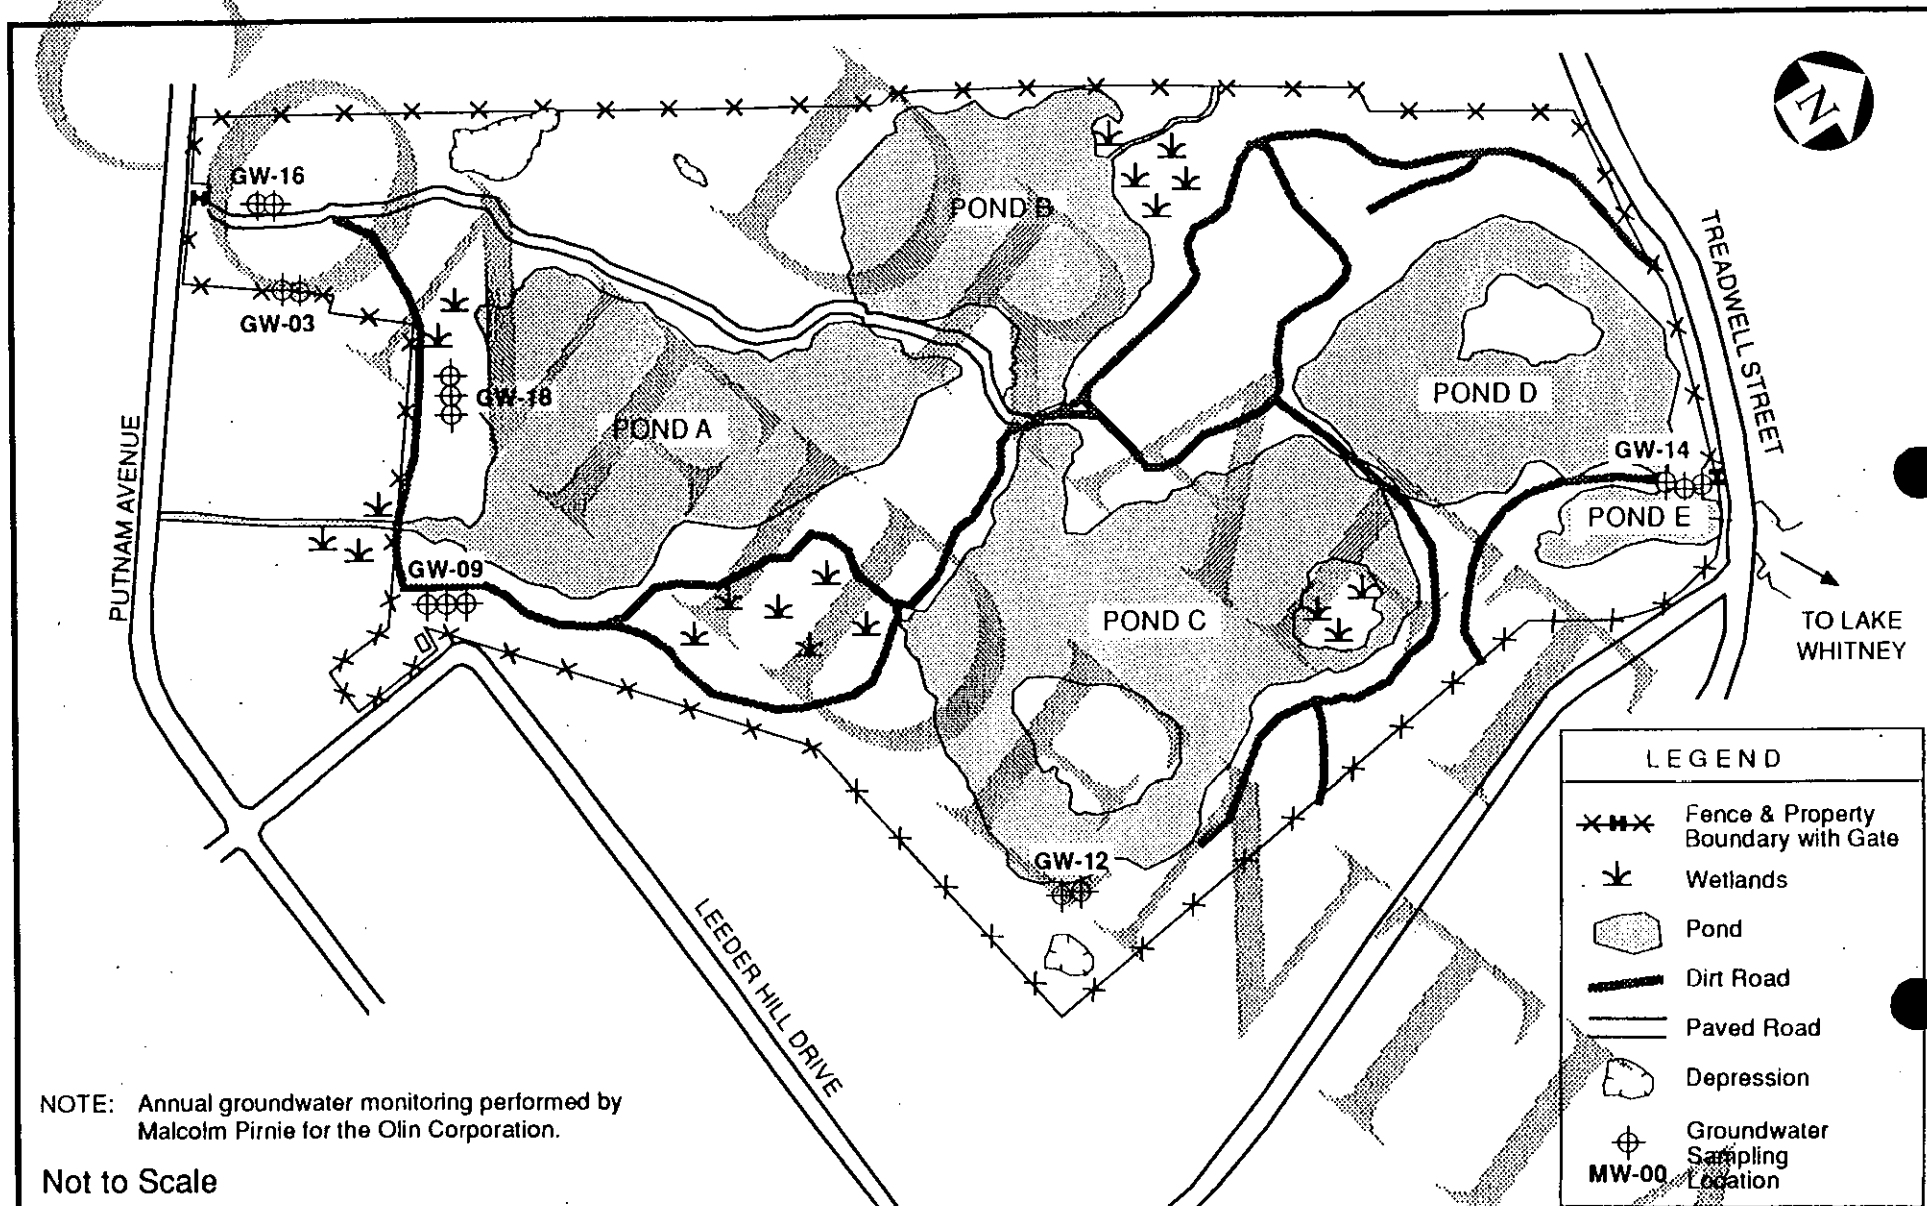 N
GW-16
POND B
TREADWELL STREET
GW-03
GW-18
POND A
POND D
GW-14
PUTNAM AVENUE
POND E
GW-09
POND C
TO LAKE
WHITNEY
GW-12
LEEDER HILL DRIVE
LEGEND
Fence & Property
Boundary with Gate
Wetlands
Pond
Dirt Road
Paved Road
Depression
Groundwater
Sampling
Location
MW-00
NOTE: Annual groundwater monitoring performed by
Malcolm Pirnie for the Olin Corporation.
Not to Scale